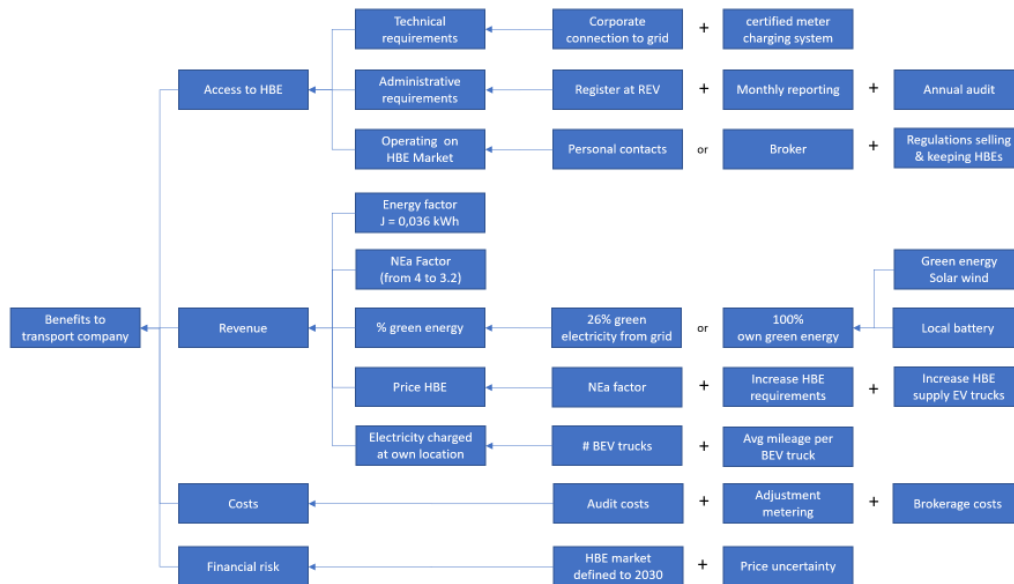 Technical
requirements
Corporate
connection to grid
+
certified meter
charging system
Access to HBE
Administrative
requirements
Register at REV
+
Monthly reporting
+
Annual audit
Operating on
HBE Market
Personal contacts
or
Broker
+
Regulations selling
& keeping HBEs
Energy factor
J = 0,036 kWh
NEa Factor
(from 4 to 3.2)
Green energy
Solar wind
Benefits to
transport company
Revenue
% green energy
26% green
electricity from grid
or
100%
own green energy
Local battery
Price HBE
NEa factor
+
Increase HBE
requirements
+
Increase HBE
supply EV trucks
Electricity charged
at own location
# BEV trucks
+
Avg mileage per
BEV truck
Costs
Audit costs
+
Adjustment
metering
+
Brokerage costs
Financial risk
HBE market
defined to 2030
+
Price uncertainty